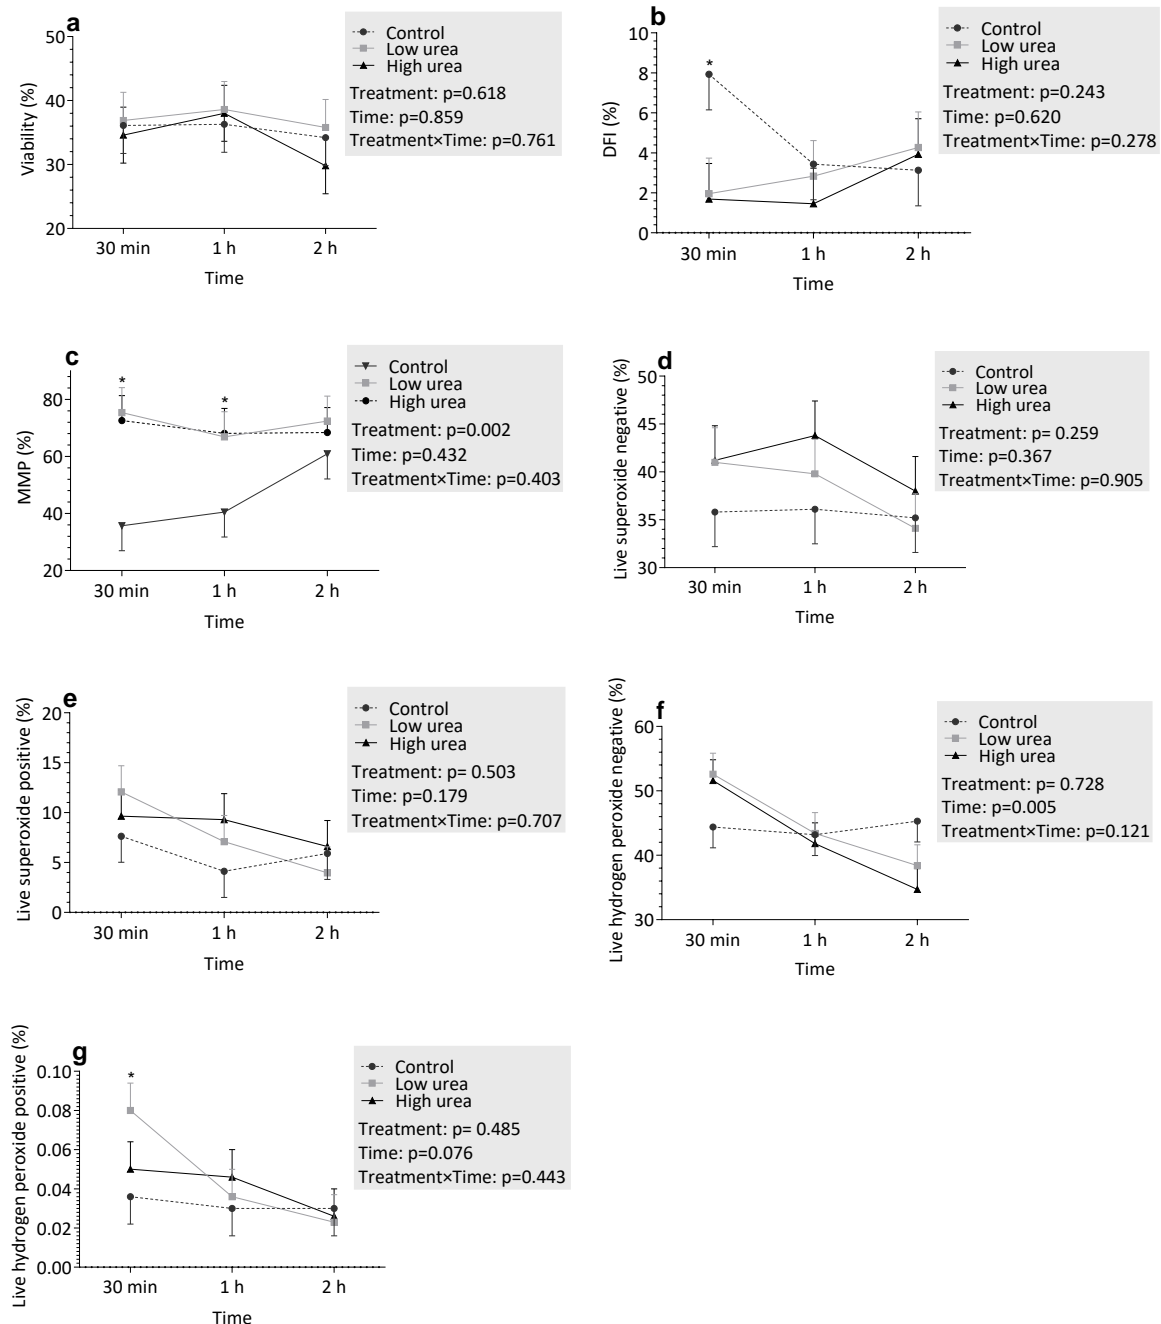 a
Viability (%)
50
40
30
20
30 min
1 h
2 h
Time
Control
Low urea
High urea
Treatment: p=0.618
Time: p=0.859
Treatment×Time: p=0.761
b
DFI (%)
10
8
6
4
2
0
*
30 min
1 h
2 h
Time
Control
Low urea
High urea
Treatment: p=0.243
Time: p=0.620
Treatment×Time: p=0.278
c
MMP (%)
80
60
40
20
*
*
30 min
1 h
2 h
Time
Control
Low urea
High urea
Treatment: p=0.002
Time: p=0.432
Treatment×Time: p=0.403
d
Live superoxide negative (%)
50
45
40
35
30
30 min
1 h
2 h
Time
Control
Low urea
High urea
Treatment: p= 0.259
Time: p=0.367
Treatment×Time: p=0.905
e
Live superoxide positive (%)
20
15
10
5
0
30 min
1 h
2 h
Time
Control
Low urea
High urea
Treatment: p= 0.503
Time: p=0.179
Treatment×Time: p=0.707
f
Live hydrogen peroxide negative (%)
60
50
40
30
30 min
1 h
2 h
Time
Control
Low urea
High urea
Treatment: p= 0.728
Time: p=0.005
Treatment×Time: p=0.121
g
Live hydrogen peroxide positive (%)
0.10
0.08
0.06
0.04
0.02
0.00
*
30 min
1 h
2 h
Time
Control
Low urea
High urea
Treatment: p= 0.485
Time: p=0.076
Treatment×Time: p=0.443